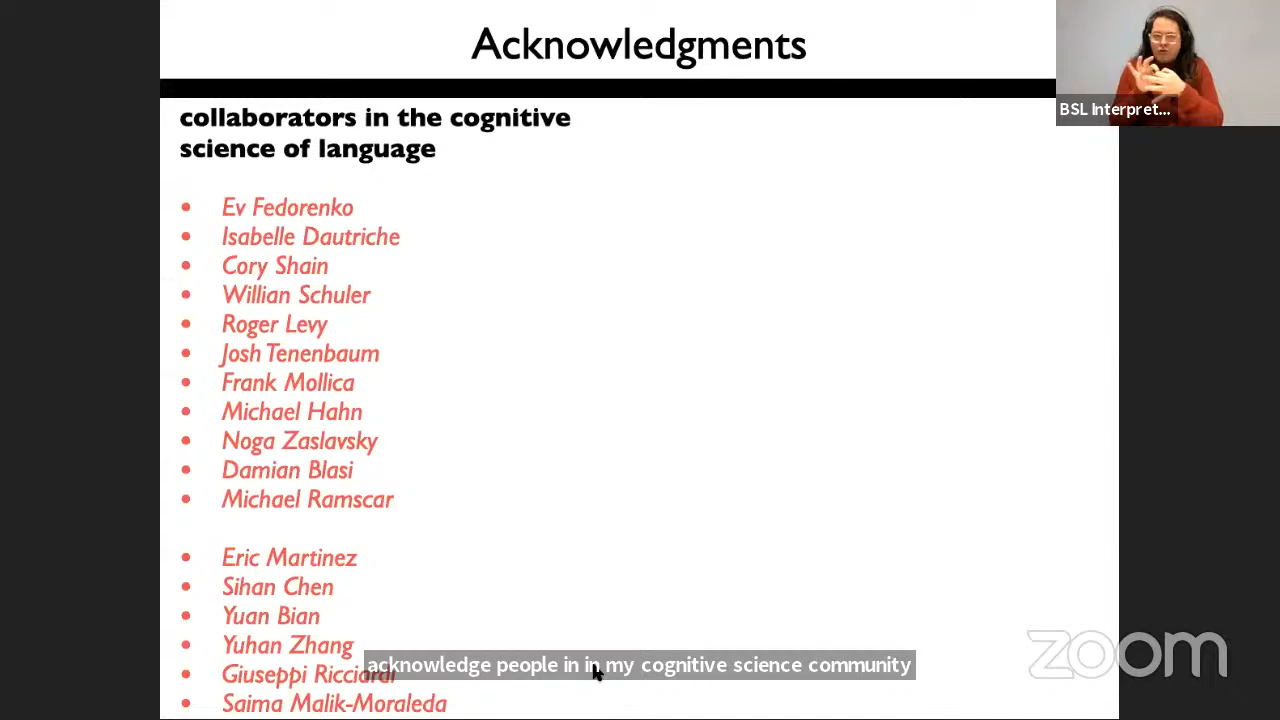 Acknowledgments
BSL Interpret...
collaborators in the cognitive
science of language
• Ev Fedorenko
• Isabelle Dautriche
• Cory Shain
• Willian Schuler
• Roger Levy
• Josh Tenenbaum
• Frank Mollica
• Michael Hahn
• Noga Zaslavsky
• Damian Blasi
• Michael Ramscar
• Eric Martinez
• Sihan Chen
• Yuan Bian
• Yuhan Zhang
acknowledge people in in my cognitive science community
• Giuseppi Ricciardi
• Saima Malik-Moraleda
zoom